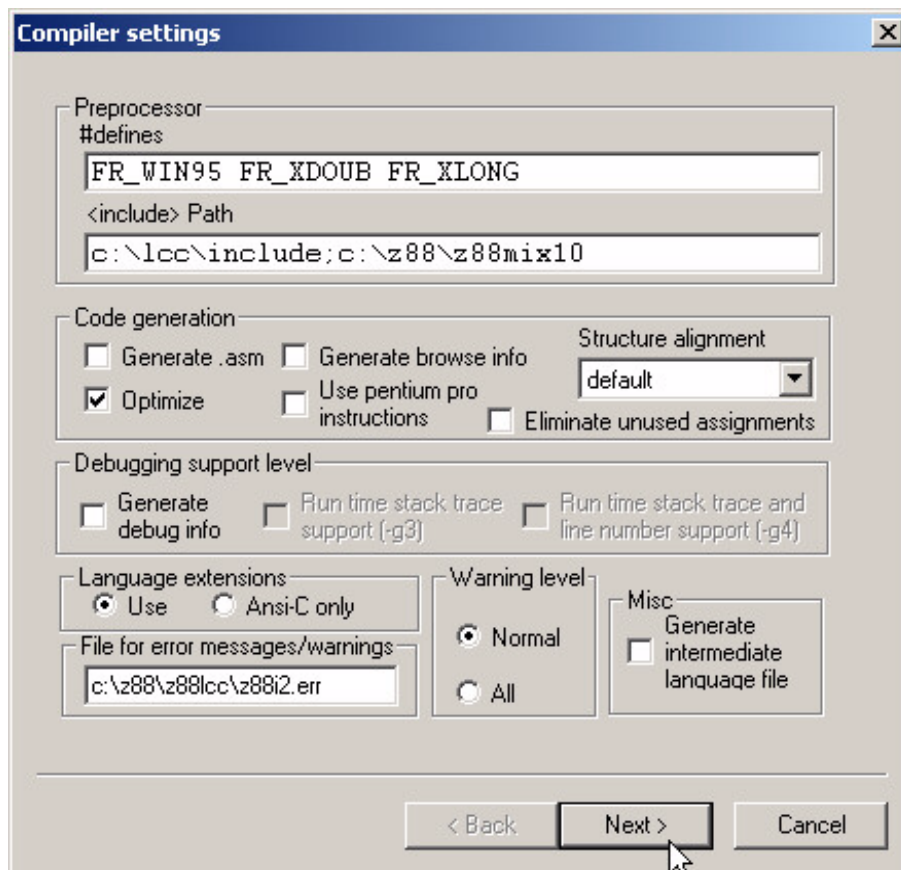 Compiler settings
Preprocessor
#defines
FR_WIN95 FR_XDOUB FR_XLONG
<include> Path
c:\lcc\include;c:\z88\z88mix10
Code generation
Structure alignment
Generate .asm
Generate browse info
default
Optimize
Use pentium pro
instructions
Eliminate unused assignments
Debugging support level
Generate
debug info
Run time stack trace
support (-g3)
Run time stack trace and
line number support (-g4)
Language extensions
Use
Ansi-C only
File for error messages/warnings
c:\z88\z88lcc\z88i2.err
Warning level
Normal
All
Misc
Generate
intermediate
language file
< Back
Next >
Cancel